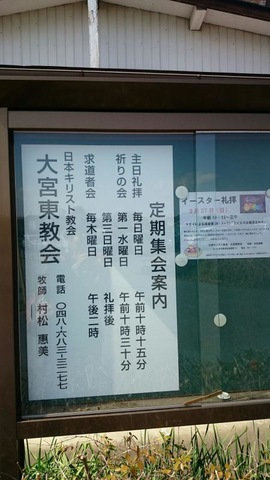 定期集会案内
主日礼拝 毎日曜日 午前十時十五分
祈りの会 第一水曜日 午前十時三十分
第三日曜日 礼拝後
求道者会 毎木曜日 午後二時
日本キリスト教会
大宮東教会
電話 〇四八-六八三-三二七七
牧師 村松 恵美
イースター礼拝